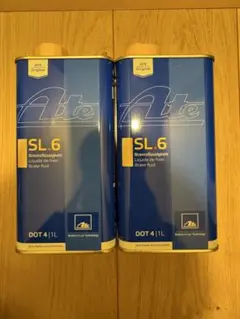 Ate
SL.6
Bremsflüssigkeit
Liquide de frein
Brake fluid
DOT 4 | 1L
Ate
SL.6
Bremsflüssigkeit
Liquide de frein
Brake fluid
DOT 4 | 1L